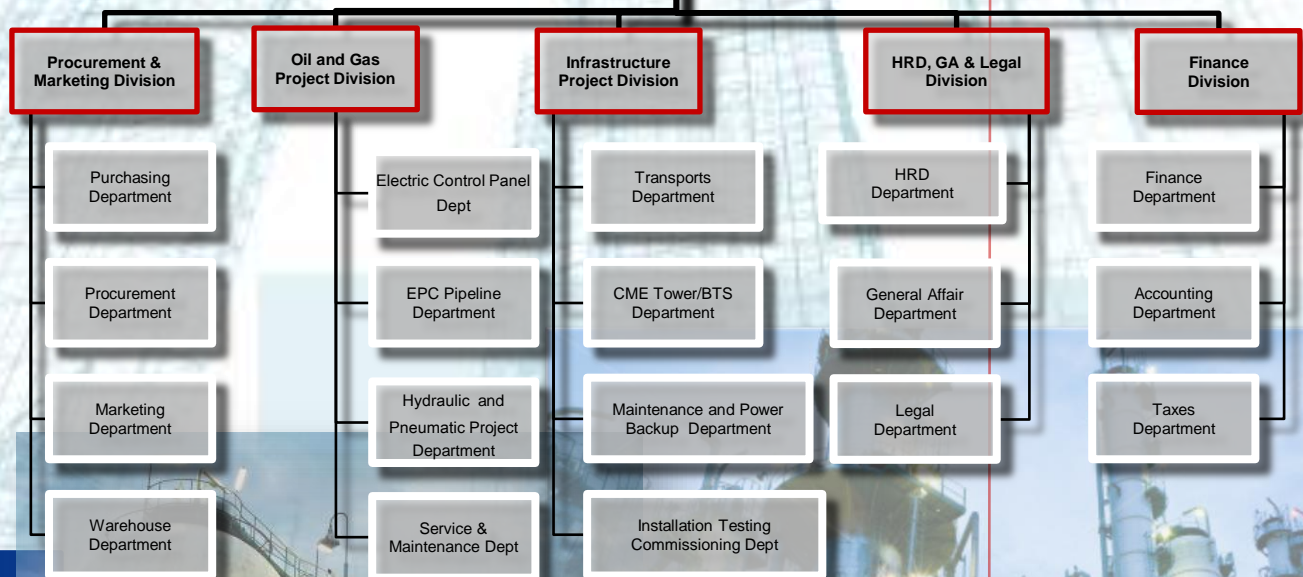 Procurement &
Marketing Division
Oil and Gas
Project Division
Infrastructure
Project Division
HRD, GA & Legal
Division
Finance
Division
Purchasing
Department
Electric Control Panel
Dept
Transports
Department
HRD
Department
Finance
Department
Procurement
Department
EPC Pipeline
Department
CME Tower/BTS
Department
General Affair
Department
Accounting
Department
Marketing
Department
Hydraulic and
Pneumatic Project
Department
Maintenance and Power
Backup Department
Legal
Department
Taxes
Department
Warehouse
Department
Service &
Maintenance Dept
Installation Testing
Commissioning Dept